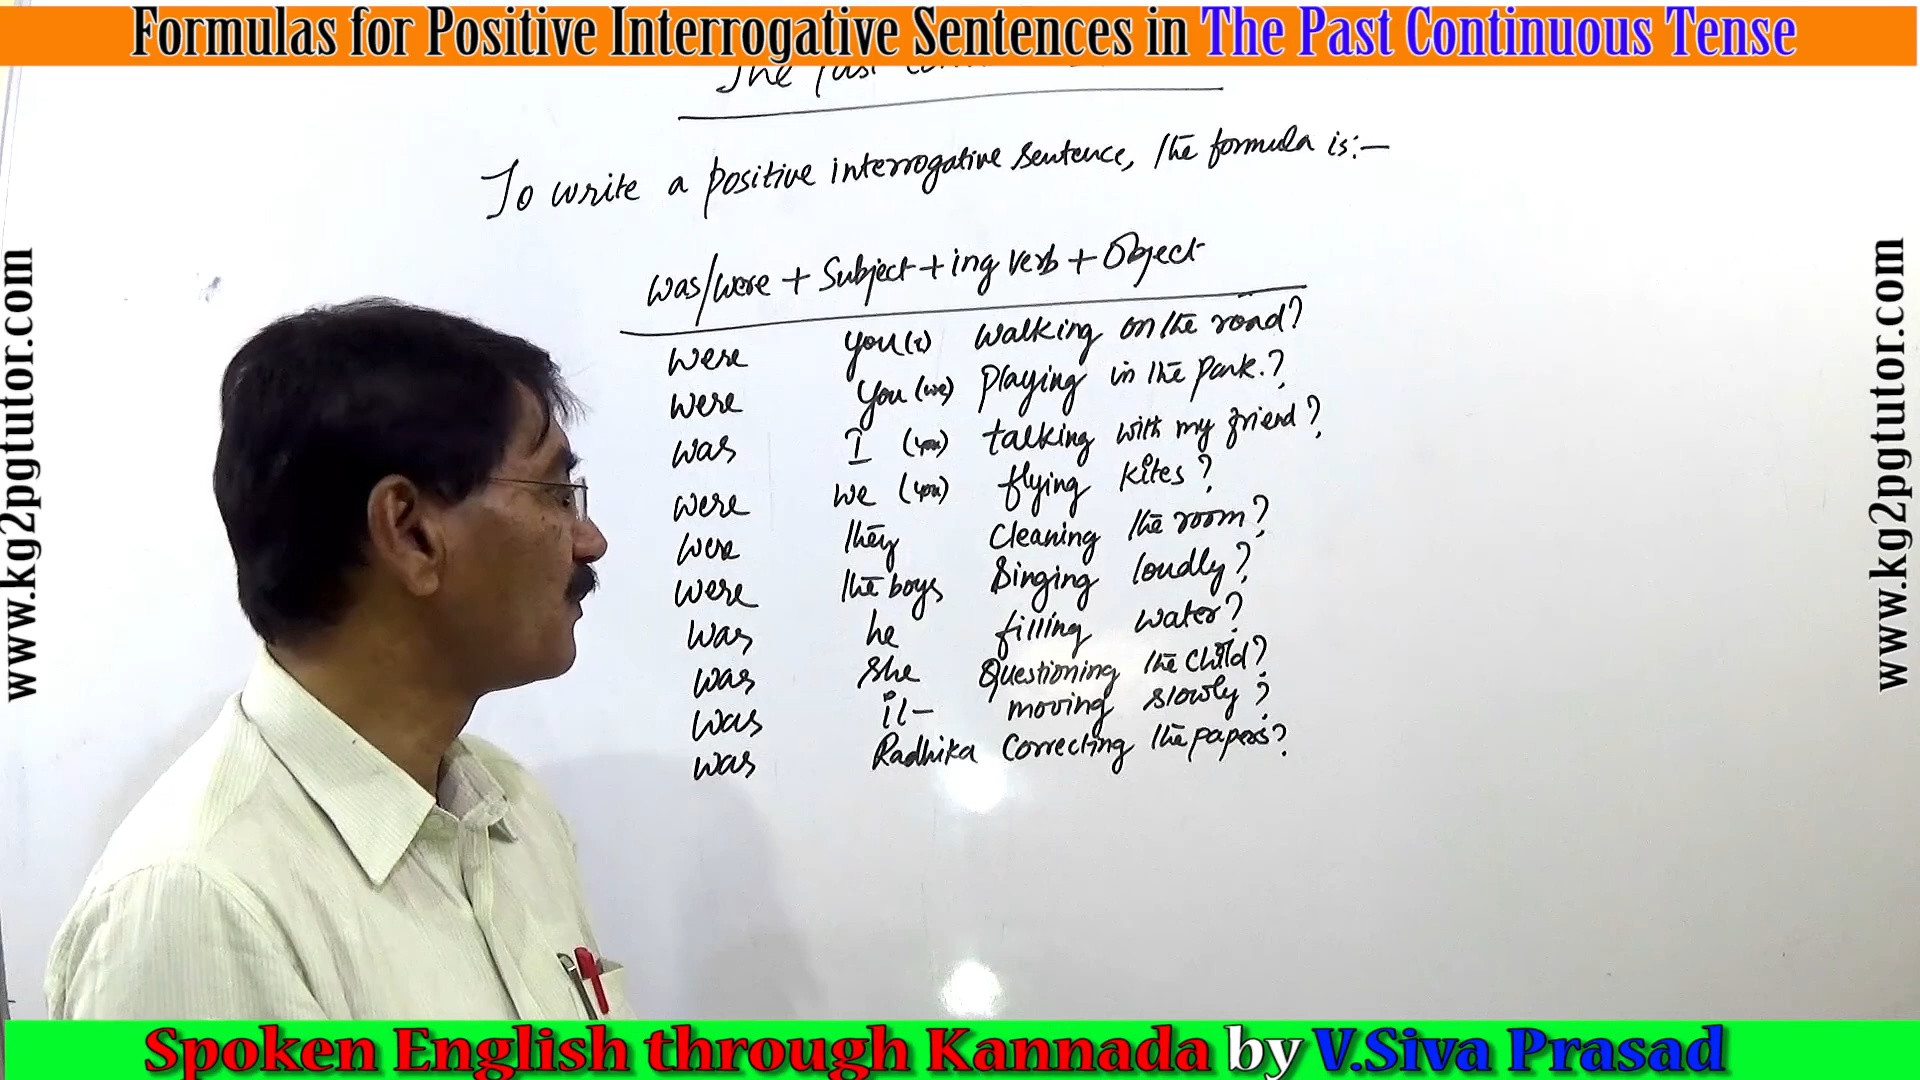 Formulas for Positive Interrogative Sentences in The Past Continuous Tense
The Past
To write a positive interrogative sentence, the formula is:-
was/were + Subject + ing verb + Object
were you (I) walking on the road?
were you (we) playing in the park.?
was I (you) talking with my friend?
were we (you) flying kites?
were they cleaning the room?
were the boys singing loudly?
was he filling water?
was she questioning the child?
was it moving slowly?
was Radhika correcting the papers?
www.kg2pgtutor.com
www.kg2pgtutor.com
Spoken English through Kannada by V.Siva Prasad